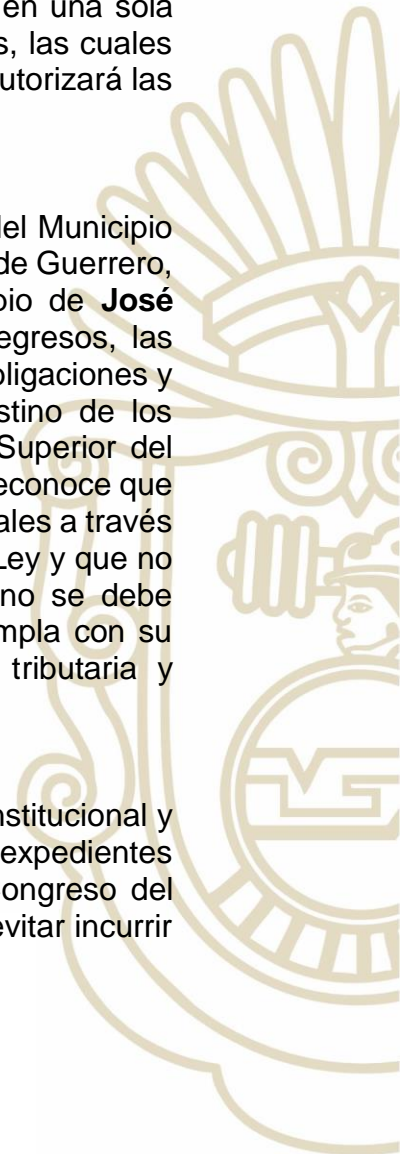 en una sola
s, las cuales
utorizará las
del Municipio
de Guerrero,
pio de José
egresos, las
bligaciones y
stino de los
Superior del
econoce que
ales a través
Ley y que no
no se debe
mpla con su
tributaria y
nstitucional y
expedientes
ongreso del
evitar incurrir